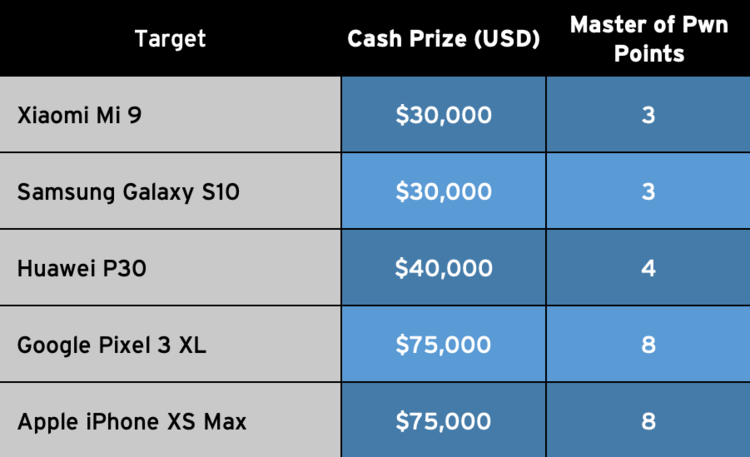 Target Cash Prize (USD) Master of Pwn
Points
Xiaomi Mi 9 $30,000 3
Samsung Galaxy S10 $30,000 3
Huawei P30 $40,000 4
Google Pixel 3 XL $75,000 8
Apple iPhone XS Max $75,000 8